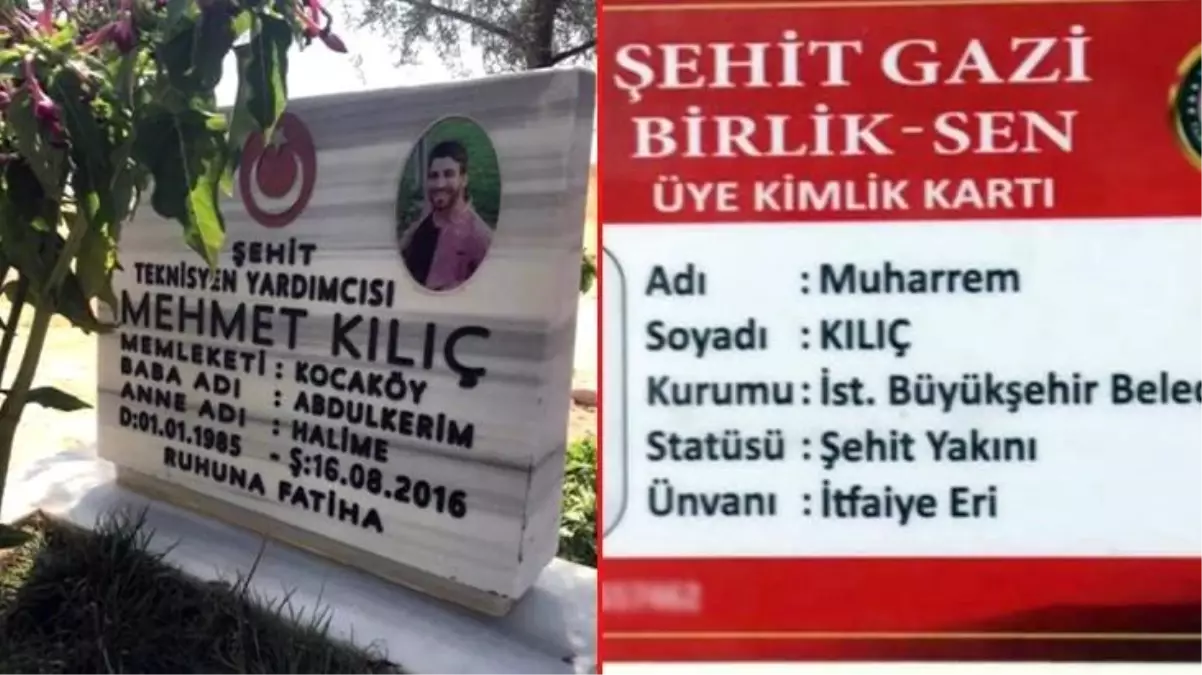 ŞEHİT
TEKNİSYEN YARDIMCISI
MEHMET KILIÇ
MEMLEKETİ : KOCAKÖY
BABA ADI : ABDULKERİM
ANNE ADI : HALİME
D:01.01.1985 - Ş:16.08.2016
RUHUNA FATİHA
ŞEHİT GAZİ
BİRLİK-SEN
ÜYE KİMLİK KARTI
Adı : Muharrem
Soyadı : KILIÇ
Kurumu : İst. Büyükşehir Beled
Statüsü : Şehit Yakını
Ünvanı : İtfaiye Eri